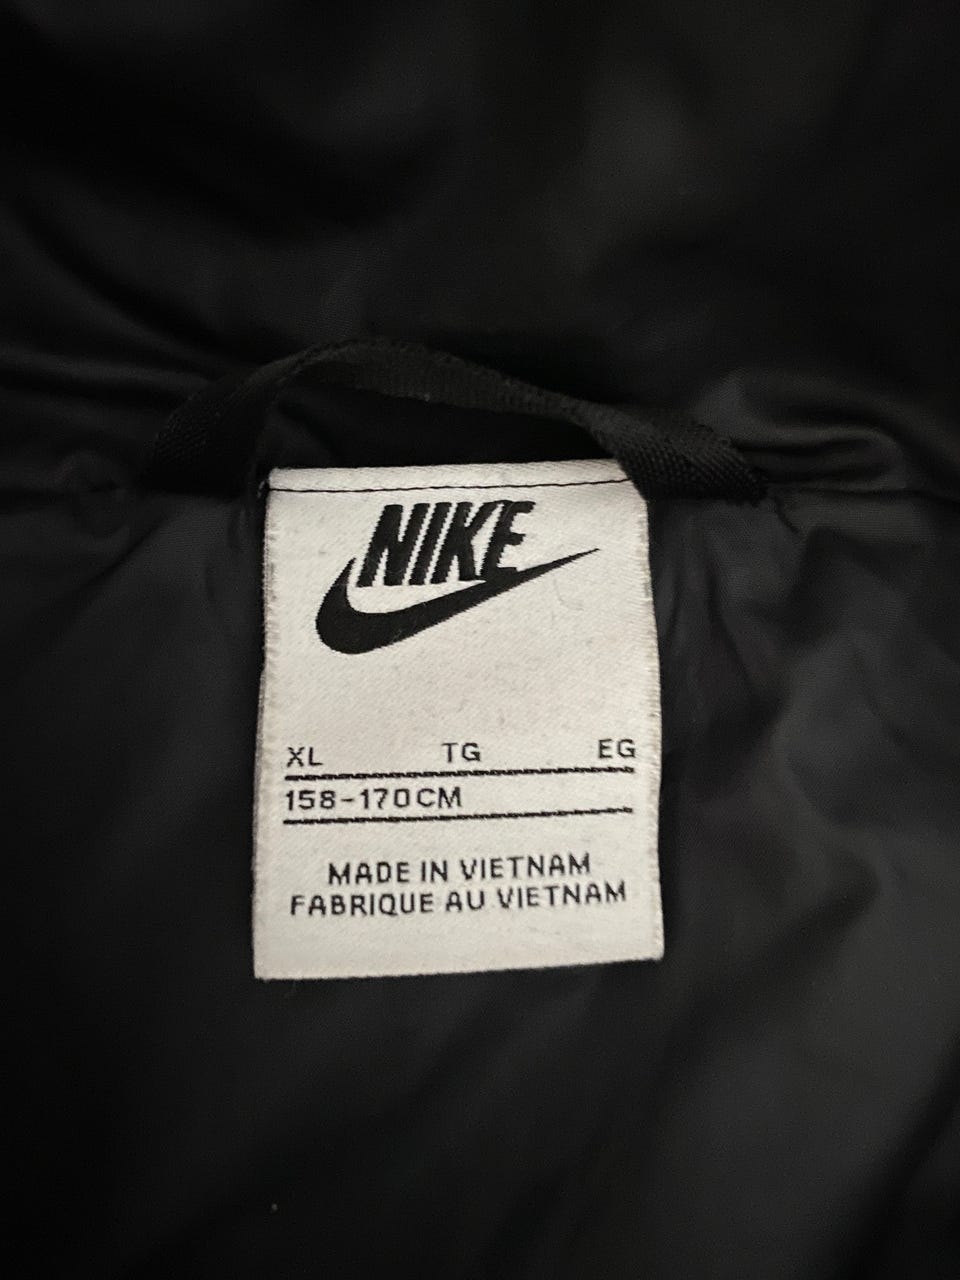 NIKE
XL TG EG
158-170CM
MADE IN VIETNAM
FABRIQUE AU VIETNAM